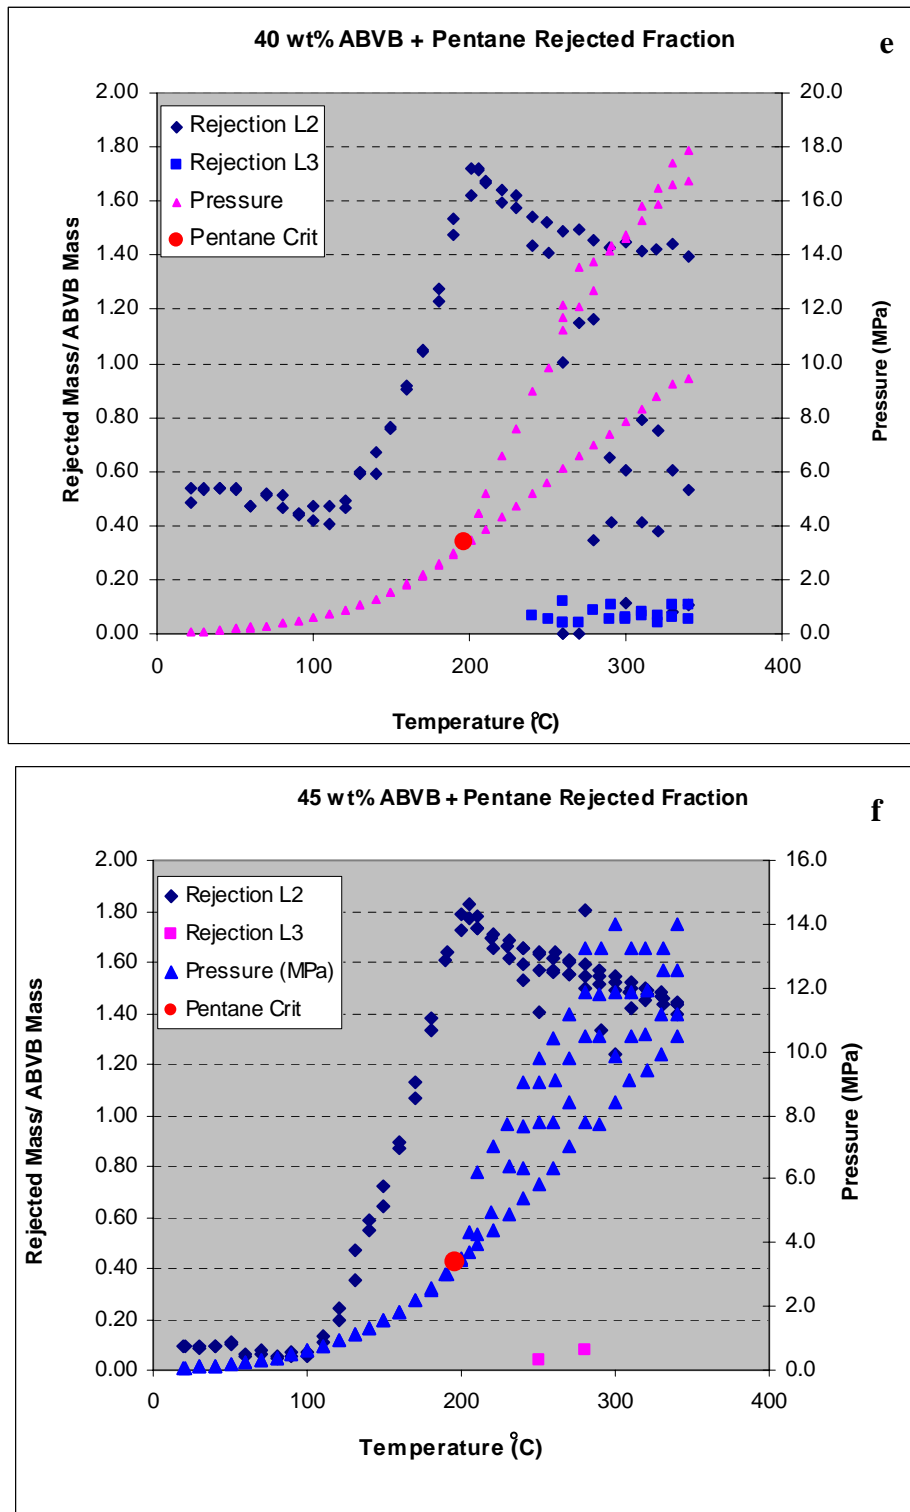 40 wt% ABVB + Pentane Rejected Fraction
e
2.00
1.80
1.60
1.40
1.20
1.00
0.80
0.60
0.40
0.20
0.00
Rejected Mass/ ABVB Mass
Rejection L2
Rejection L3
Pressure
Pentane Crit
20.0
18.0
16.0
14.0
12.0
10.0
8.0
6.0
4.0
2.0
0.0
Pressure (MPa)
0 100 200 300 400
Temperature (°C)
45 wt% ABVB + Pentane Rejected Fraction
f
2.00
1.80
1.60
1.40
1.20
1.00
0.80
0.60
0.40
0.20
0.00
Rejected Mass/ ABVB Mass
Rejection L2
Rejection L3
Pressure (MPa)
Pentane Crit
16.0
14.0
12.0
10.0
8.0
6.0
4.0
2.0
0.0
Pressure (MPa)
0 100 200 300 400
Temperature (°C)